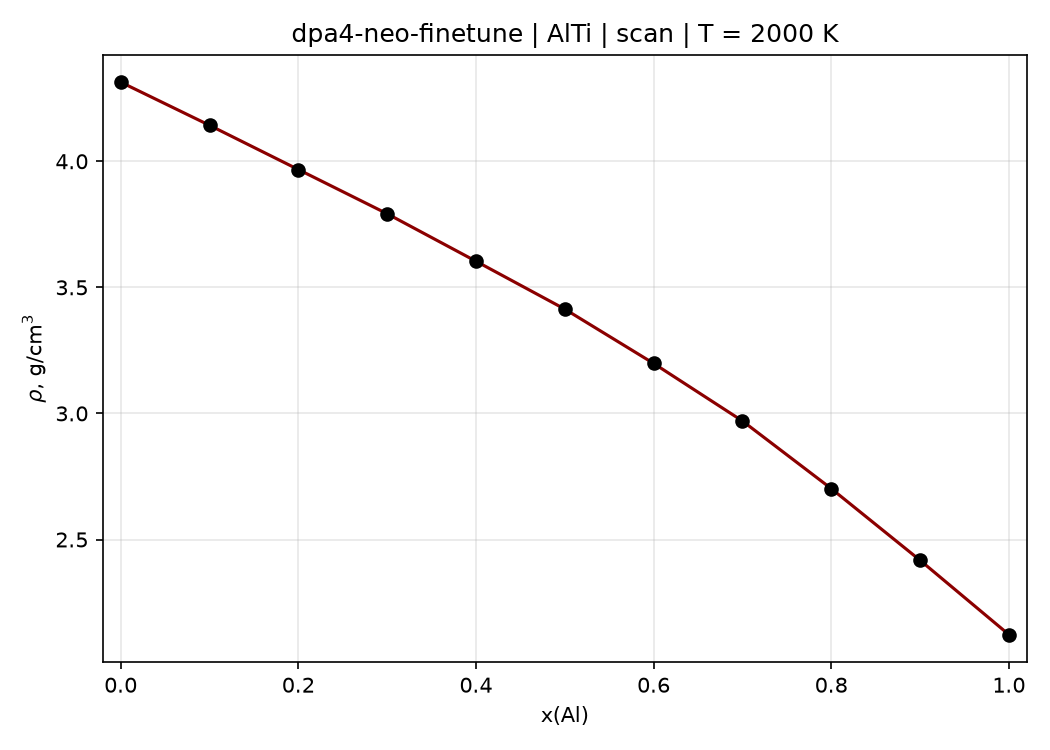 dpa4-neo-finetune | AlTi | scan | T = 2000 K
ρ, g/cm³
4.0
3.5
3.0
2.5
0.0 0.2 0.4 0.6 0.8 1.0
x(Al)